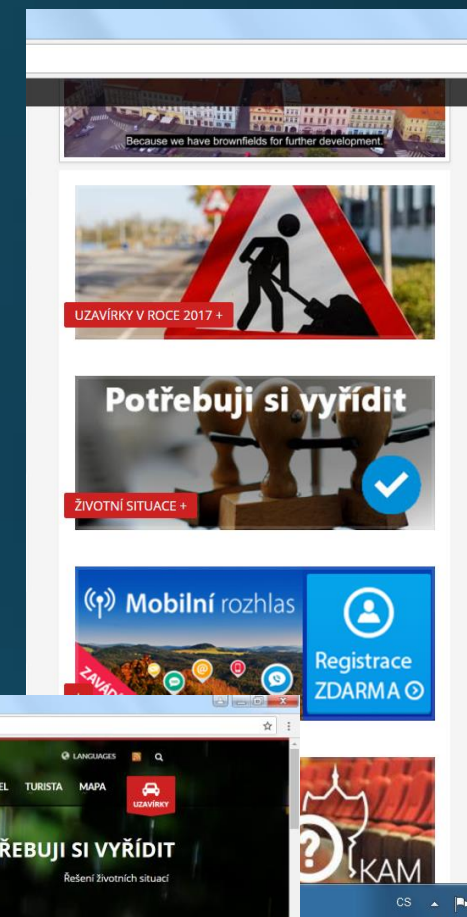 Because we have brownfields for further development.
UZAVÍRKY V ROCE 2017 +
Potřebuji si vyřídit
ŽIVOTNÍ SITUACE +
Mobilní rozhlas
Registrace
ZDARMA
LANGUAGES
TURISTA MAPA
UZAVÍRKY
ŘEBUJI SI VYŘÍDIT
Řešení životních situací
KAM
CS